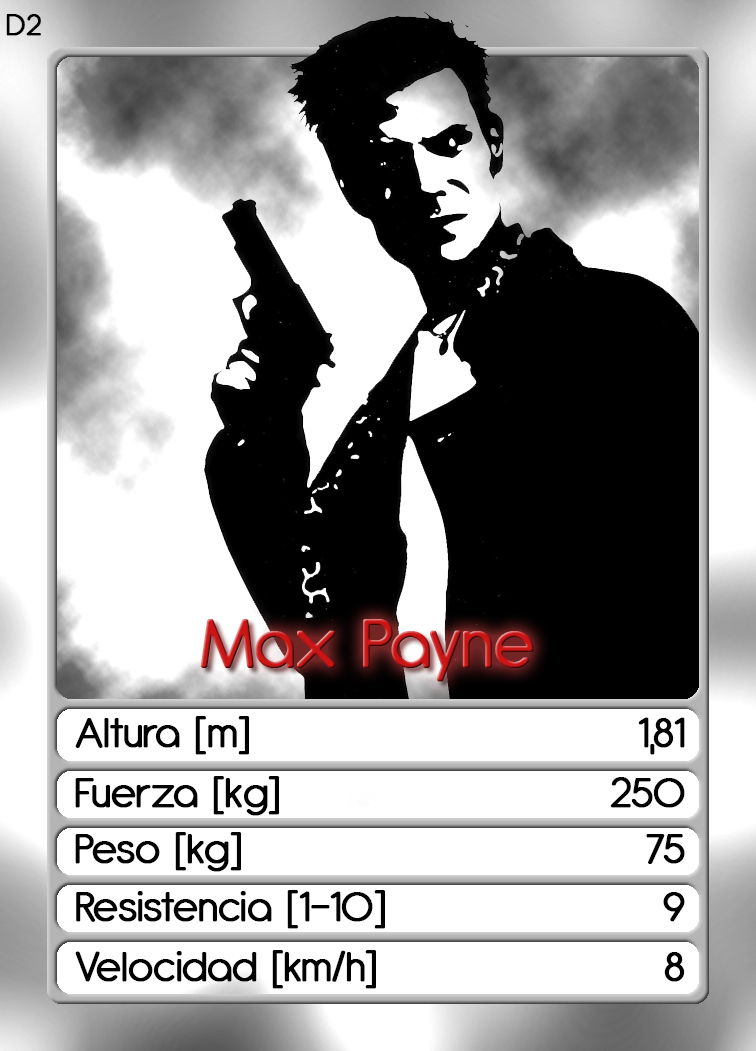 D2
Max Payne
Altura [m] 1,81
Fuerza [kg] 250
Peso [kg] 75
Resistencia [1-10] 9
Velocidad [km/h] 8